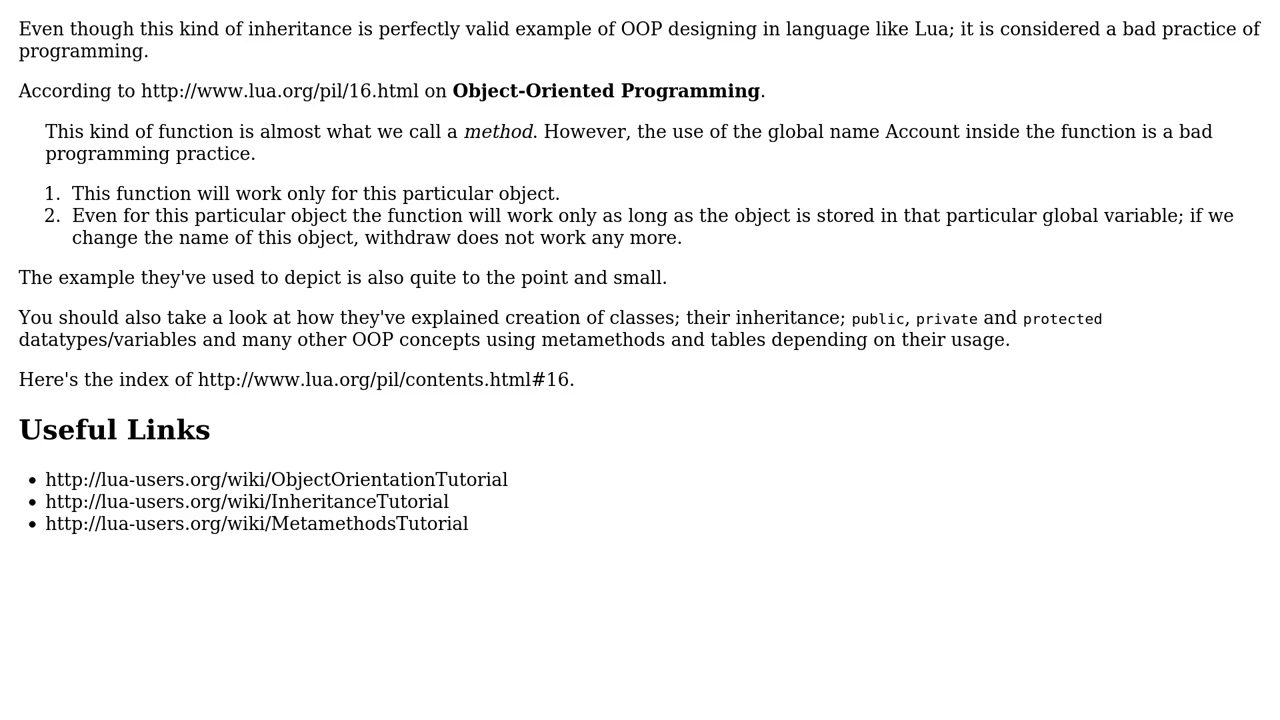 Even though this kind of inheritance is perfectly valid example of OOP designing in language like Lua; it is considered a bad practice of
programming.
According to http://www.lua.org/pil/16.html on Object-Oriented Programming.
This kind of function is almost what we call a method. However, the use of the global name Account inside the function is a bad
programming practice.
1. This function will work only for this particular object.
2. Even for this particular object the function will work only as long as the object is stored in that particular global variable; if we
change the name of this object, withdraw does not work any more.
The example they've used to depict is also quite to the point and small.
You should also take a look at how they've explained creation of classes; their inheritance; public, private and protected
datatypes/variables and many other OOP concepts using metamethods and tables depending on their usage.
Here's the index of http://www.lua.org/pil/contents.html#16.
Useful Links
• http://lua-users.org/wiki/ObjectOrientationTutorial
• http://lua-users.org/wiki/InheritanceTutorial
• http://lua-users.org/wiki/MetamethodsTutorial